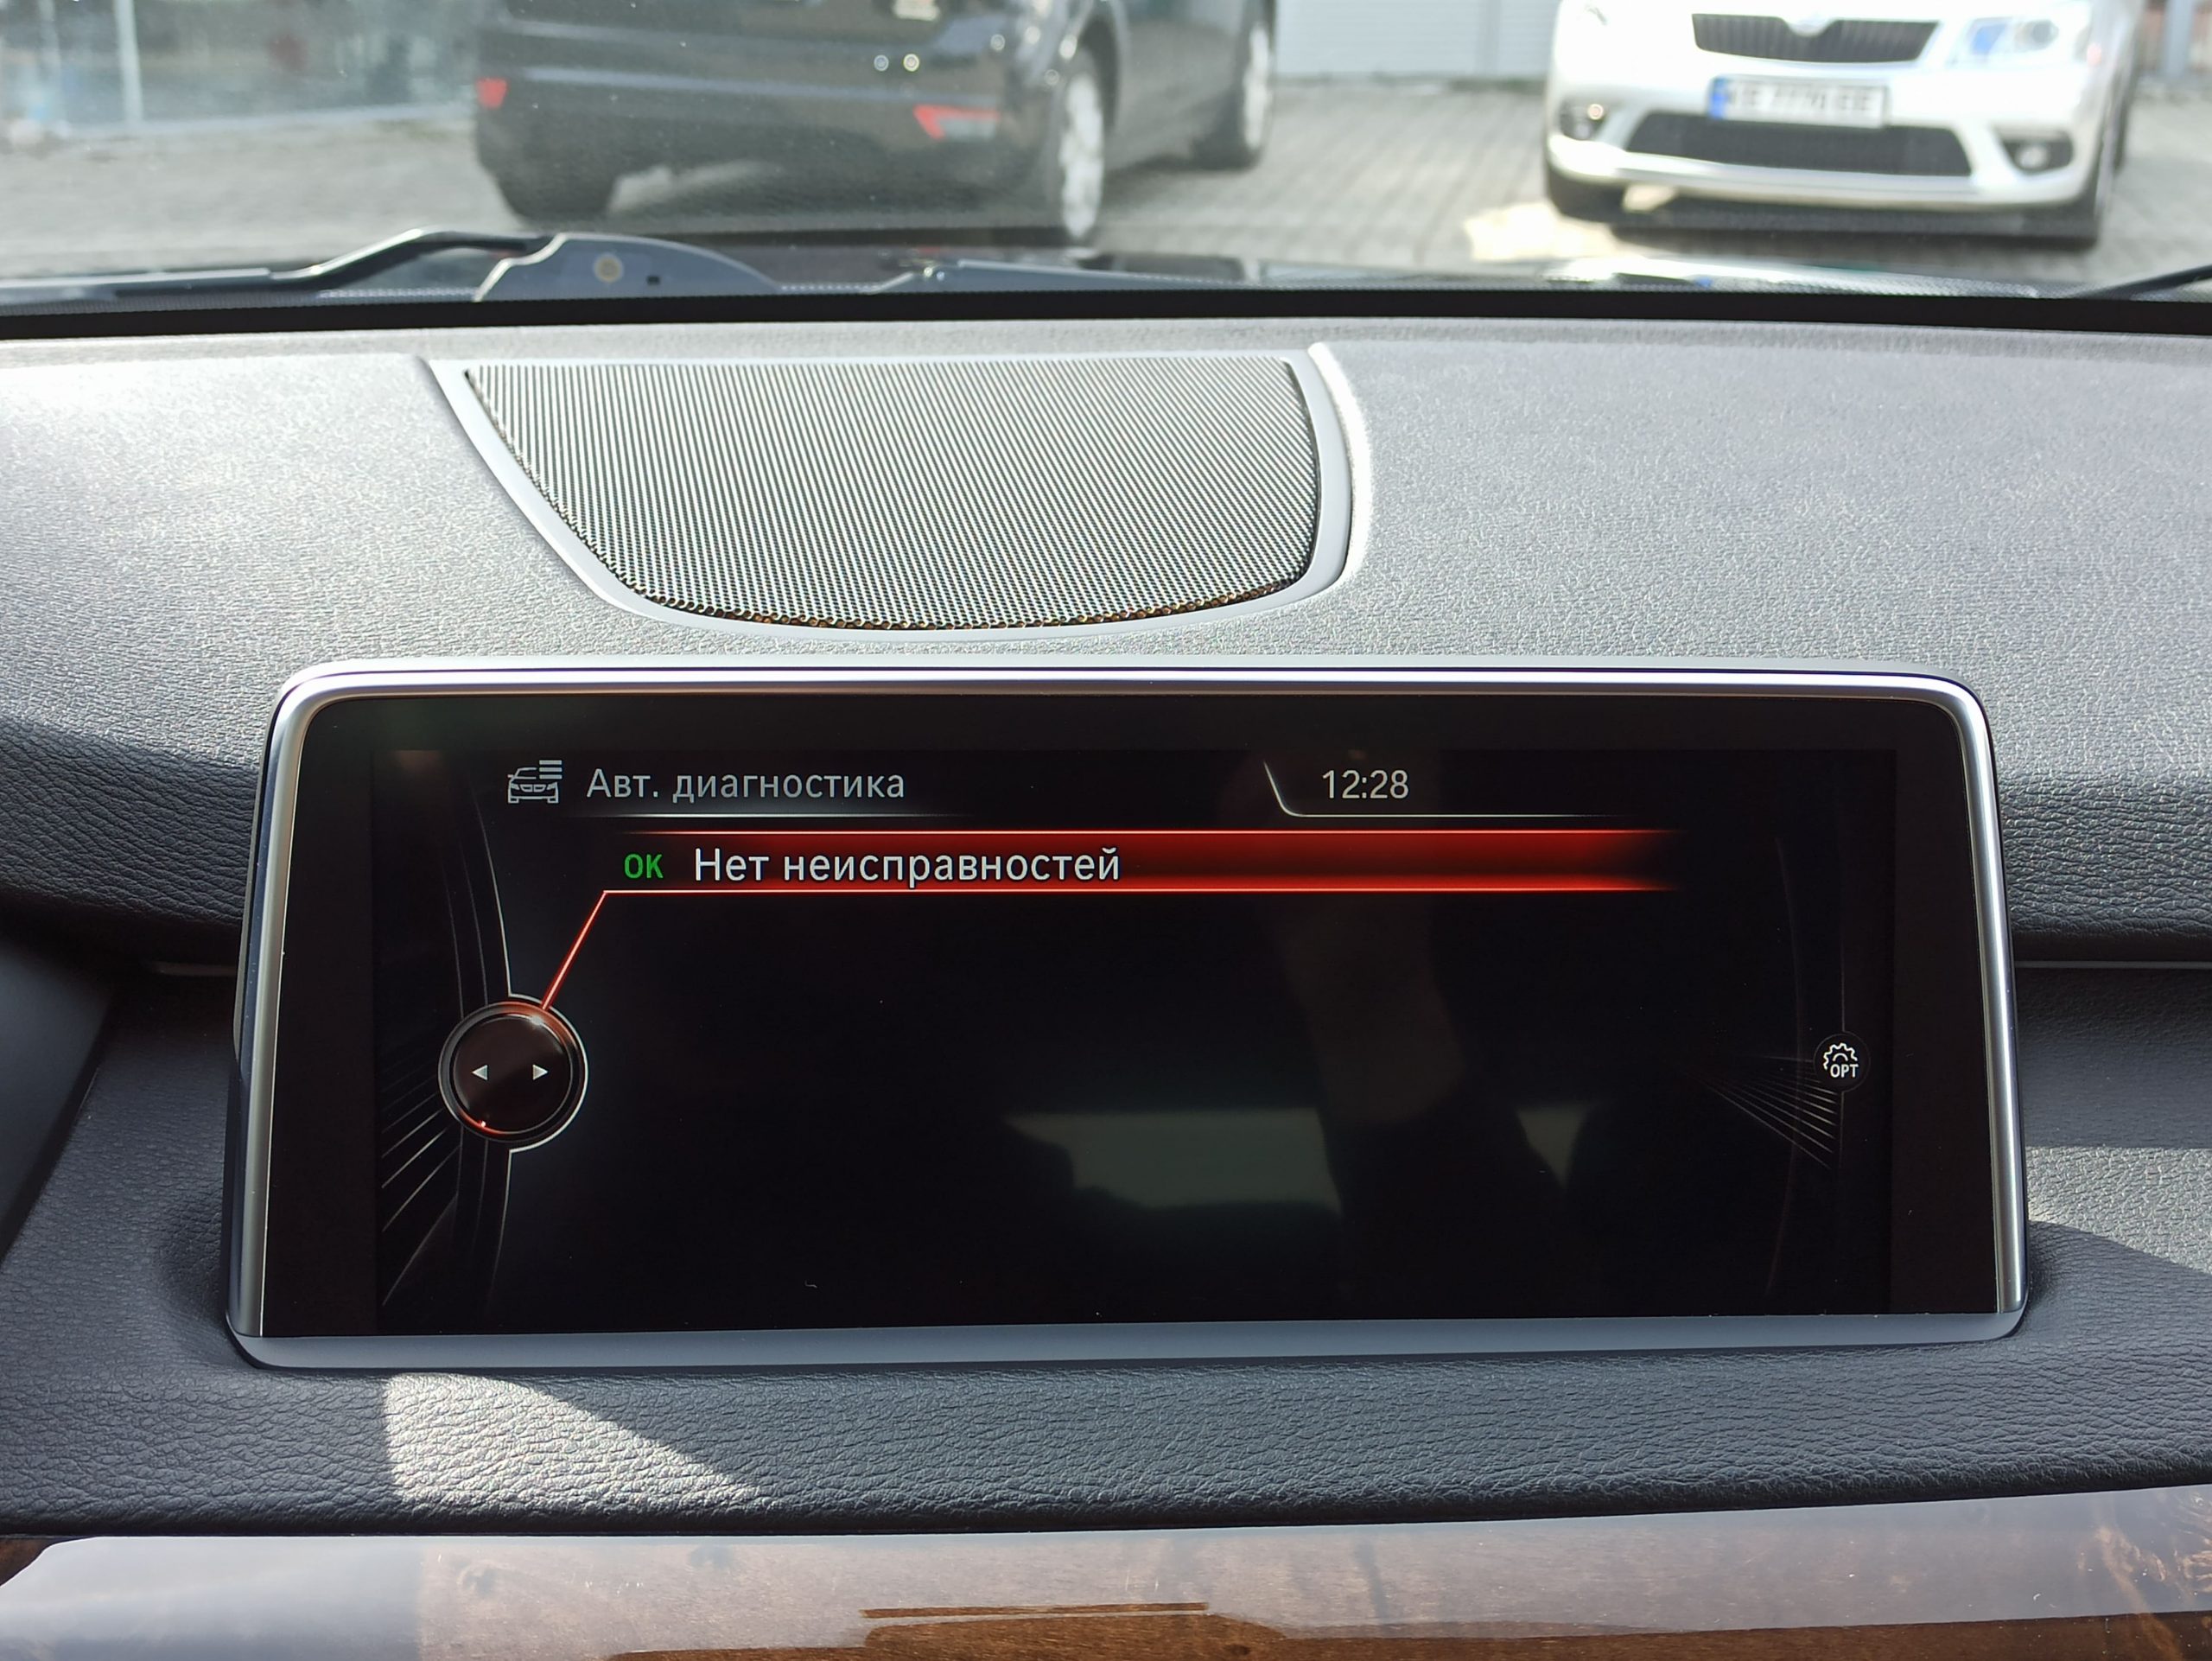 Авт. диагностика
12:28
OK Нет неисправностей
OPT